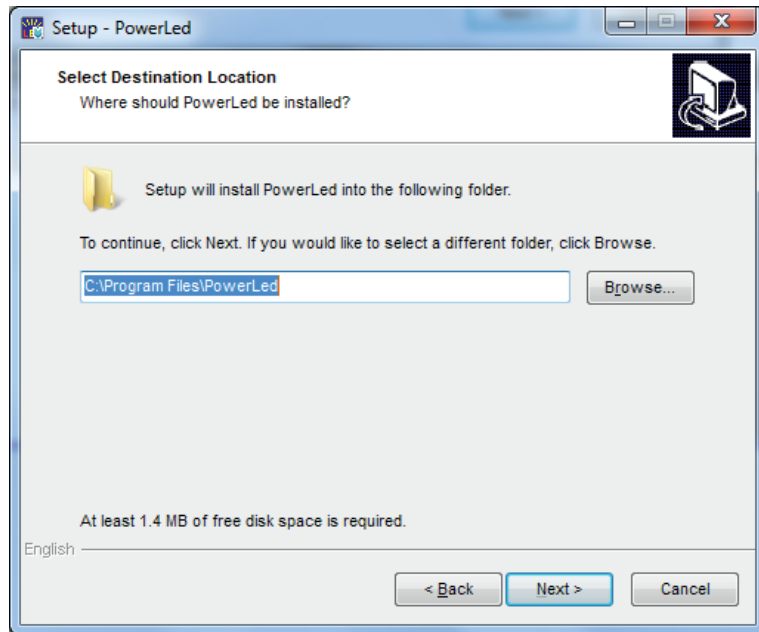 Setup - PowerLed
Select Destination Location
Where should PowerLed be installed?
Setup will install PowerLed into the following folder.
To continue, click Next. If you would like to select a different folder, click Browse.
C:\Program Files\PowerLed
Browse...
At least 1.4 MB of free disk space is required.
English
< Back
Next >
Cancel